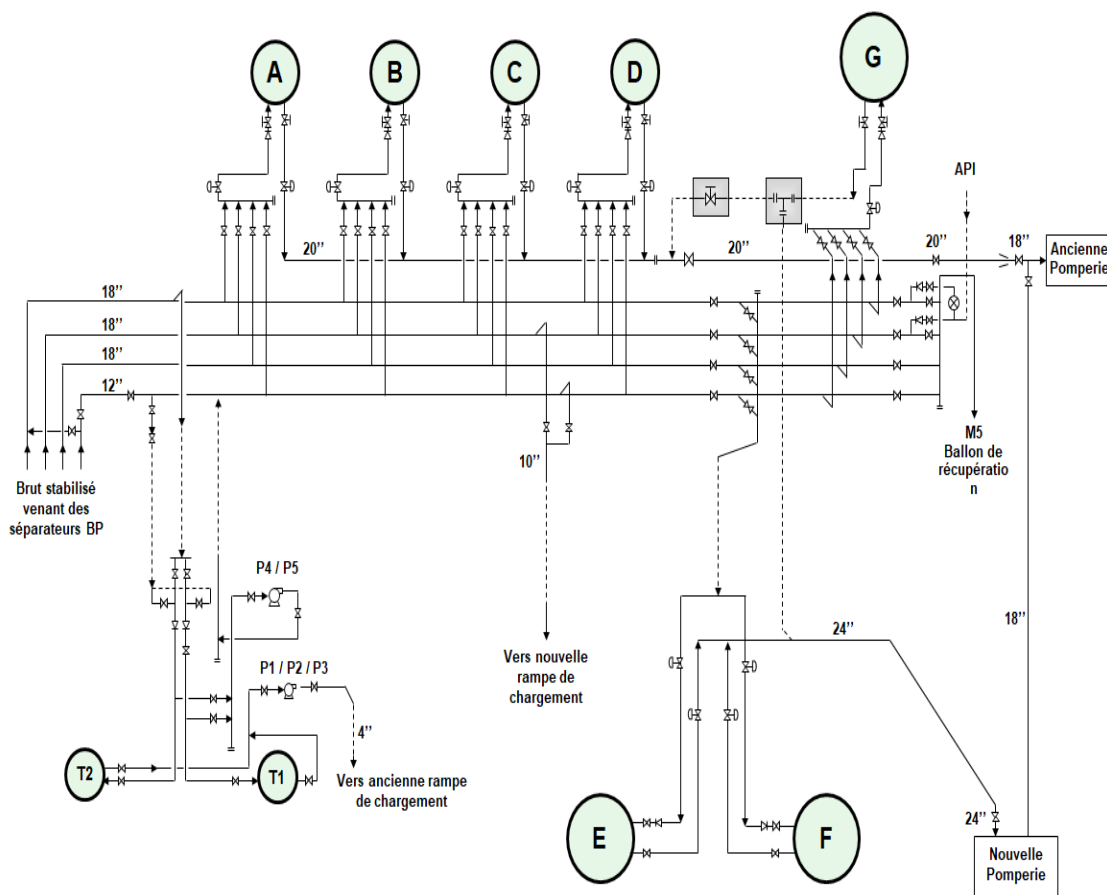 A
B
C
D
G
API
20’’
20’’
20’’
18’’
Ancienne
Pomperie
18’’
18’’
18’’
12’’
Brut stabilisé
venant des
séparateurs BP
10’’
M5
Ballon de
récupératio
n
P4 / P5
P1 / P2 / P3
4’’
Vers nouvelle
rampe de
chargement
24’’
18’’
T2
T1
Vers ancienne rampe
de chargement
E
F
24’’
Nouvelle
Pomperie